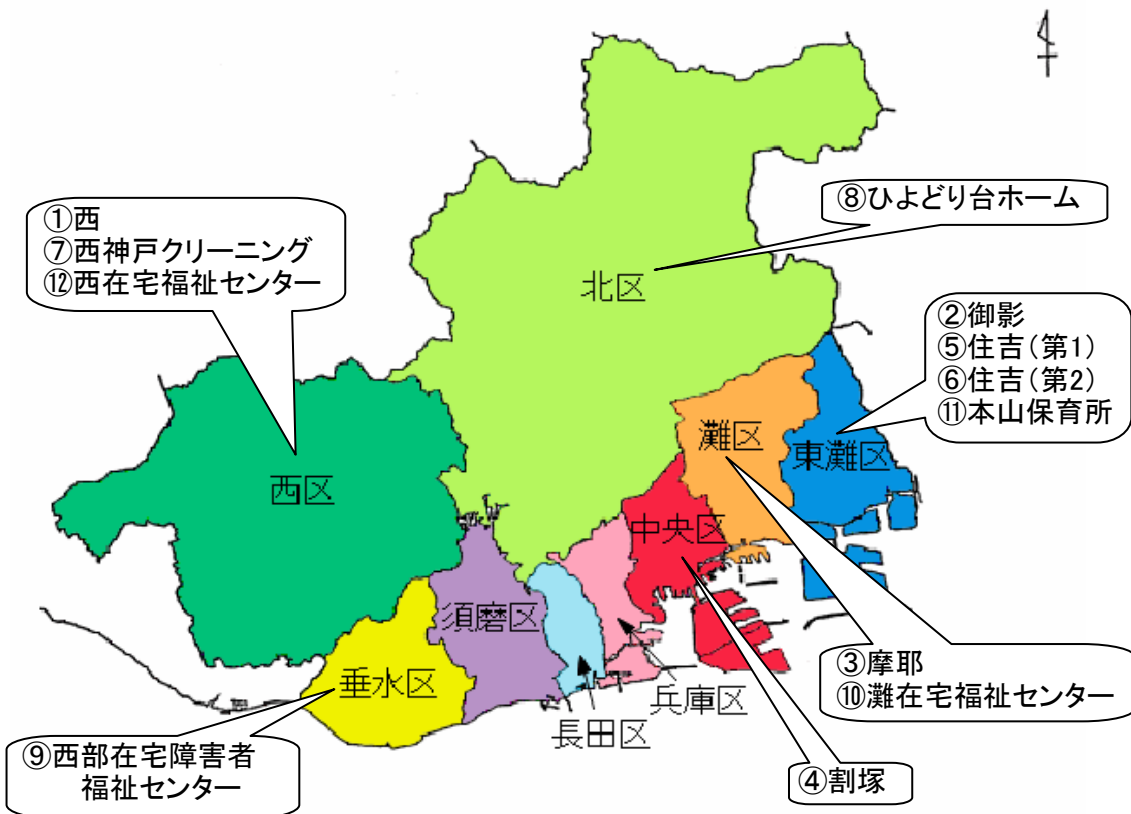 ①西
⑦西神戸クリーニング
⑫西在宅福祉センター
⑧ひよどり台ホーム
北区
②御影
⑤住吉(第1)
⑥住吉(第2)
⑪本山保育所
灘区
東灘区
西区
中央区
須磨区
垂水区
兵庫区
長田区
③摩耶
⑩灘在宅福祉センター
⑨西部在宅障害者
福祉センター
④割塚